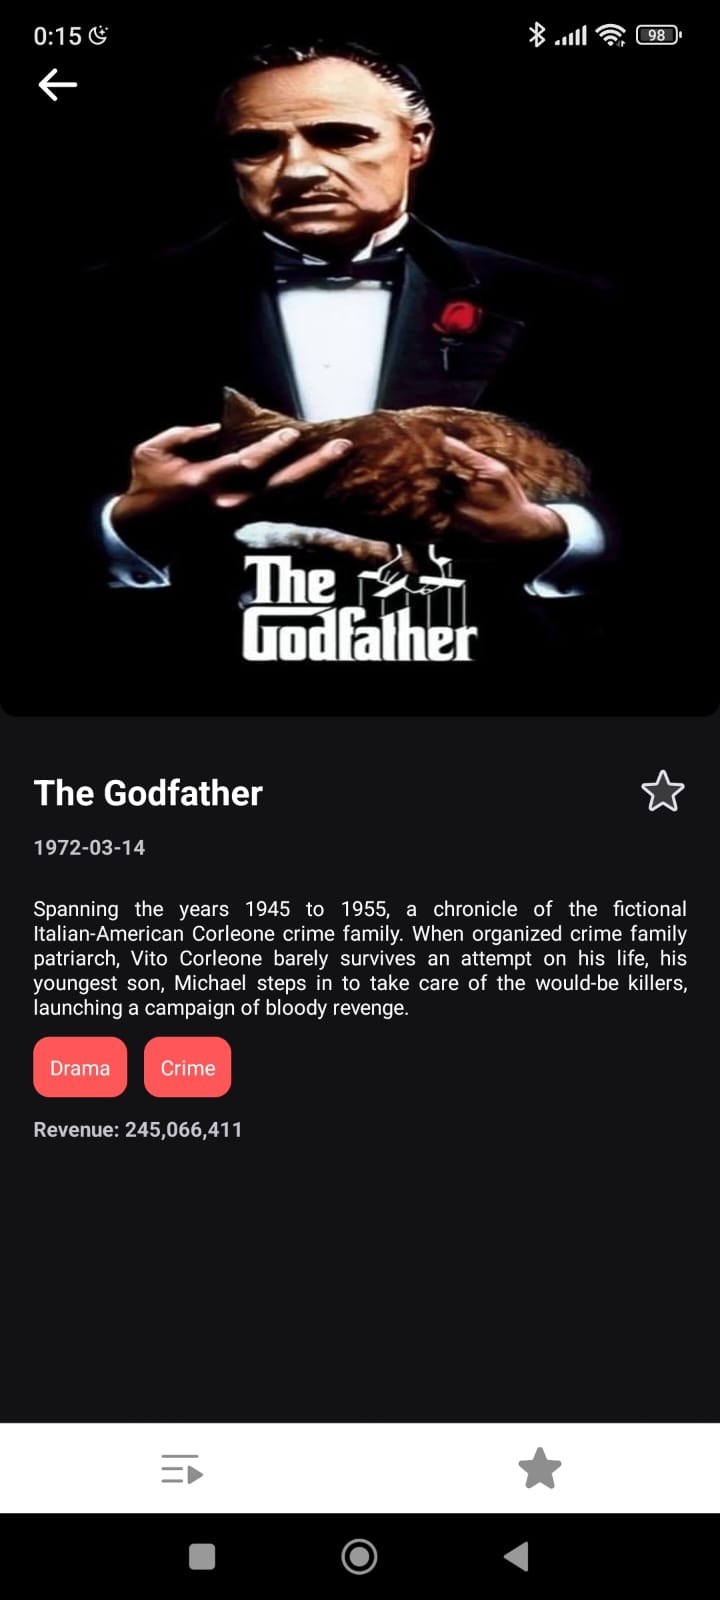 0:15
98
The
Godfather
The Godfather
1972-03-14
Spanning the years 1945 to 1955, a chronicle of the fictional
Italian-American Corleone crime family. When organized crime family
patriarch, Vito Corleone barely survives an attempt on his life, his
youngest son, Michael steps in to take care of the would-be killers,
launching a campaign of bloody revenge.
Drama Crime
Revenue: 245,066,411